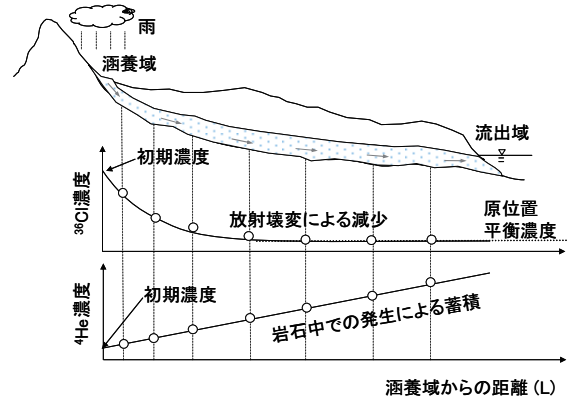 雨
涵養域
流出域
初期濃度
³⁶Cl濃度
放射壊変による減少
原位置
平衡濃度
初期濃度
⁴He濃度
岩石中での発生による蓄積
涵養域からの距離 (L)